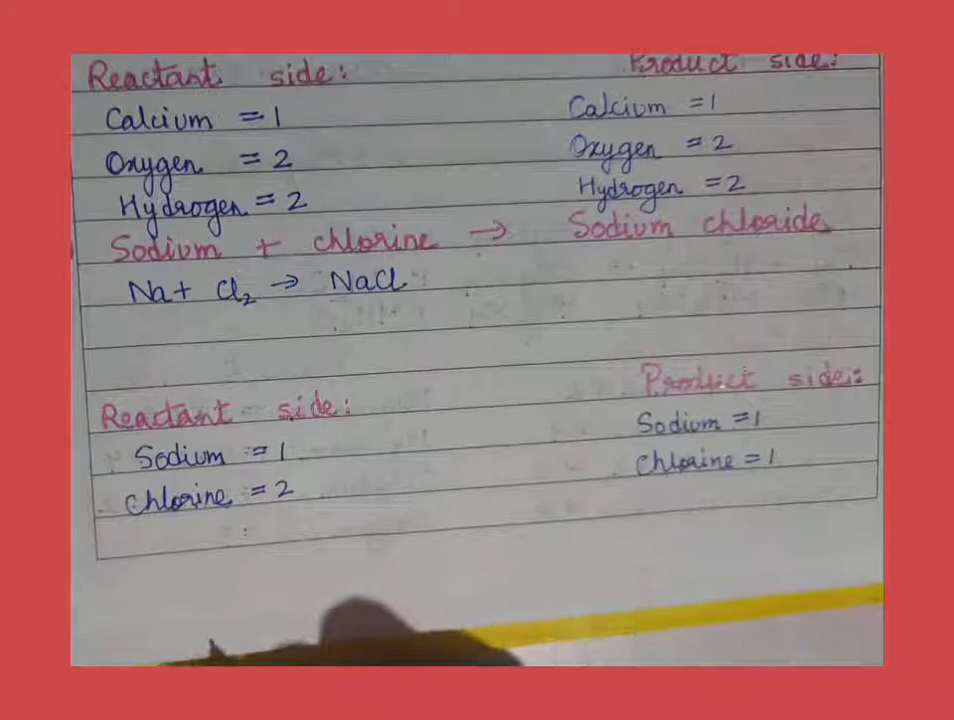 Reactant side: Product side:
Calcium = 1 Calcium = 1
Oxygen = 2 Oxygen = 2
Hydrogen = 2 Hydrogen = 2
Sodium + chlorine → Sodium chloride
Na + Cl₂ → NaCl
Reactant side: Product side:
Sodium = 1 Sodium = 1
Chlorine = 2 Chlorine = 1